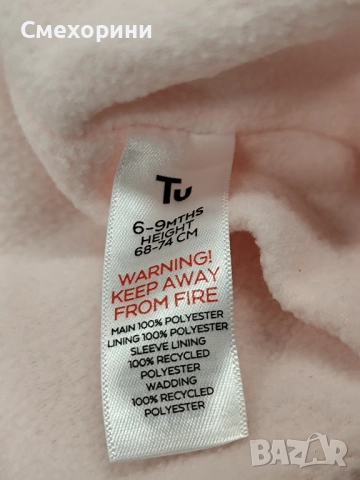 Смехорини
Tu
6-9MTHS
HEIGHT
68-74 CM
WARNING!
KEEP AWAY
FROM FIRE
MAIN 100% POLYESTER
LINING 100% POLYESTER
SLEEVE LINING
100% RECYCLED
POLYESTER
WADDING
100% RECYCLED
POLYESTER
BAZAR